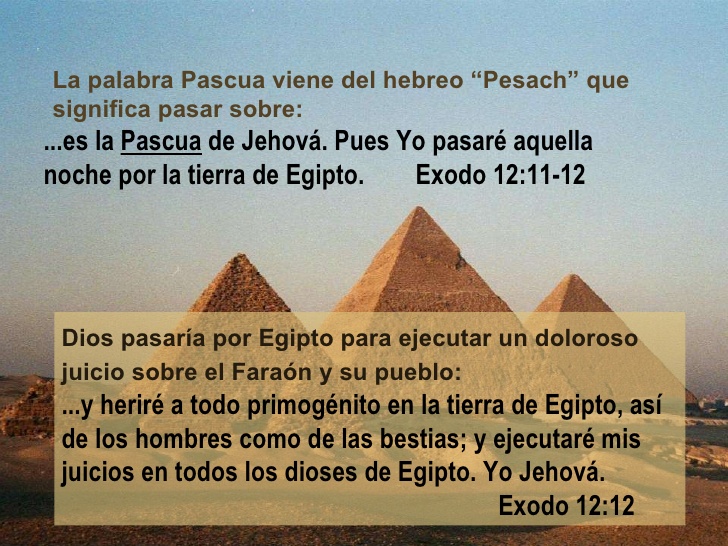 La palabra Pascua viene del hebreo “Pesach” que
significa pasar sobre:
...es la Pascua de Jehová. Pues Yo pasaré aquella
noche por la tierra de Egipto. Exodo 12:11-12
Dios pasaría por Egipto para ejecutar un doloroso
juicio sobre el Faraón y su pueblo:
...y heriré a todo primogénito en la tierra de Egipto, así
de los hombres como de las bestias; y ejecutaré mis
juicios en todos los dioses de Egipto. Yo Jehová.
Exodo 12:12